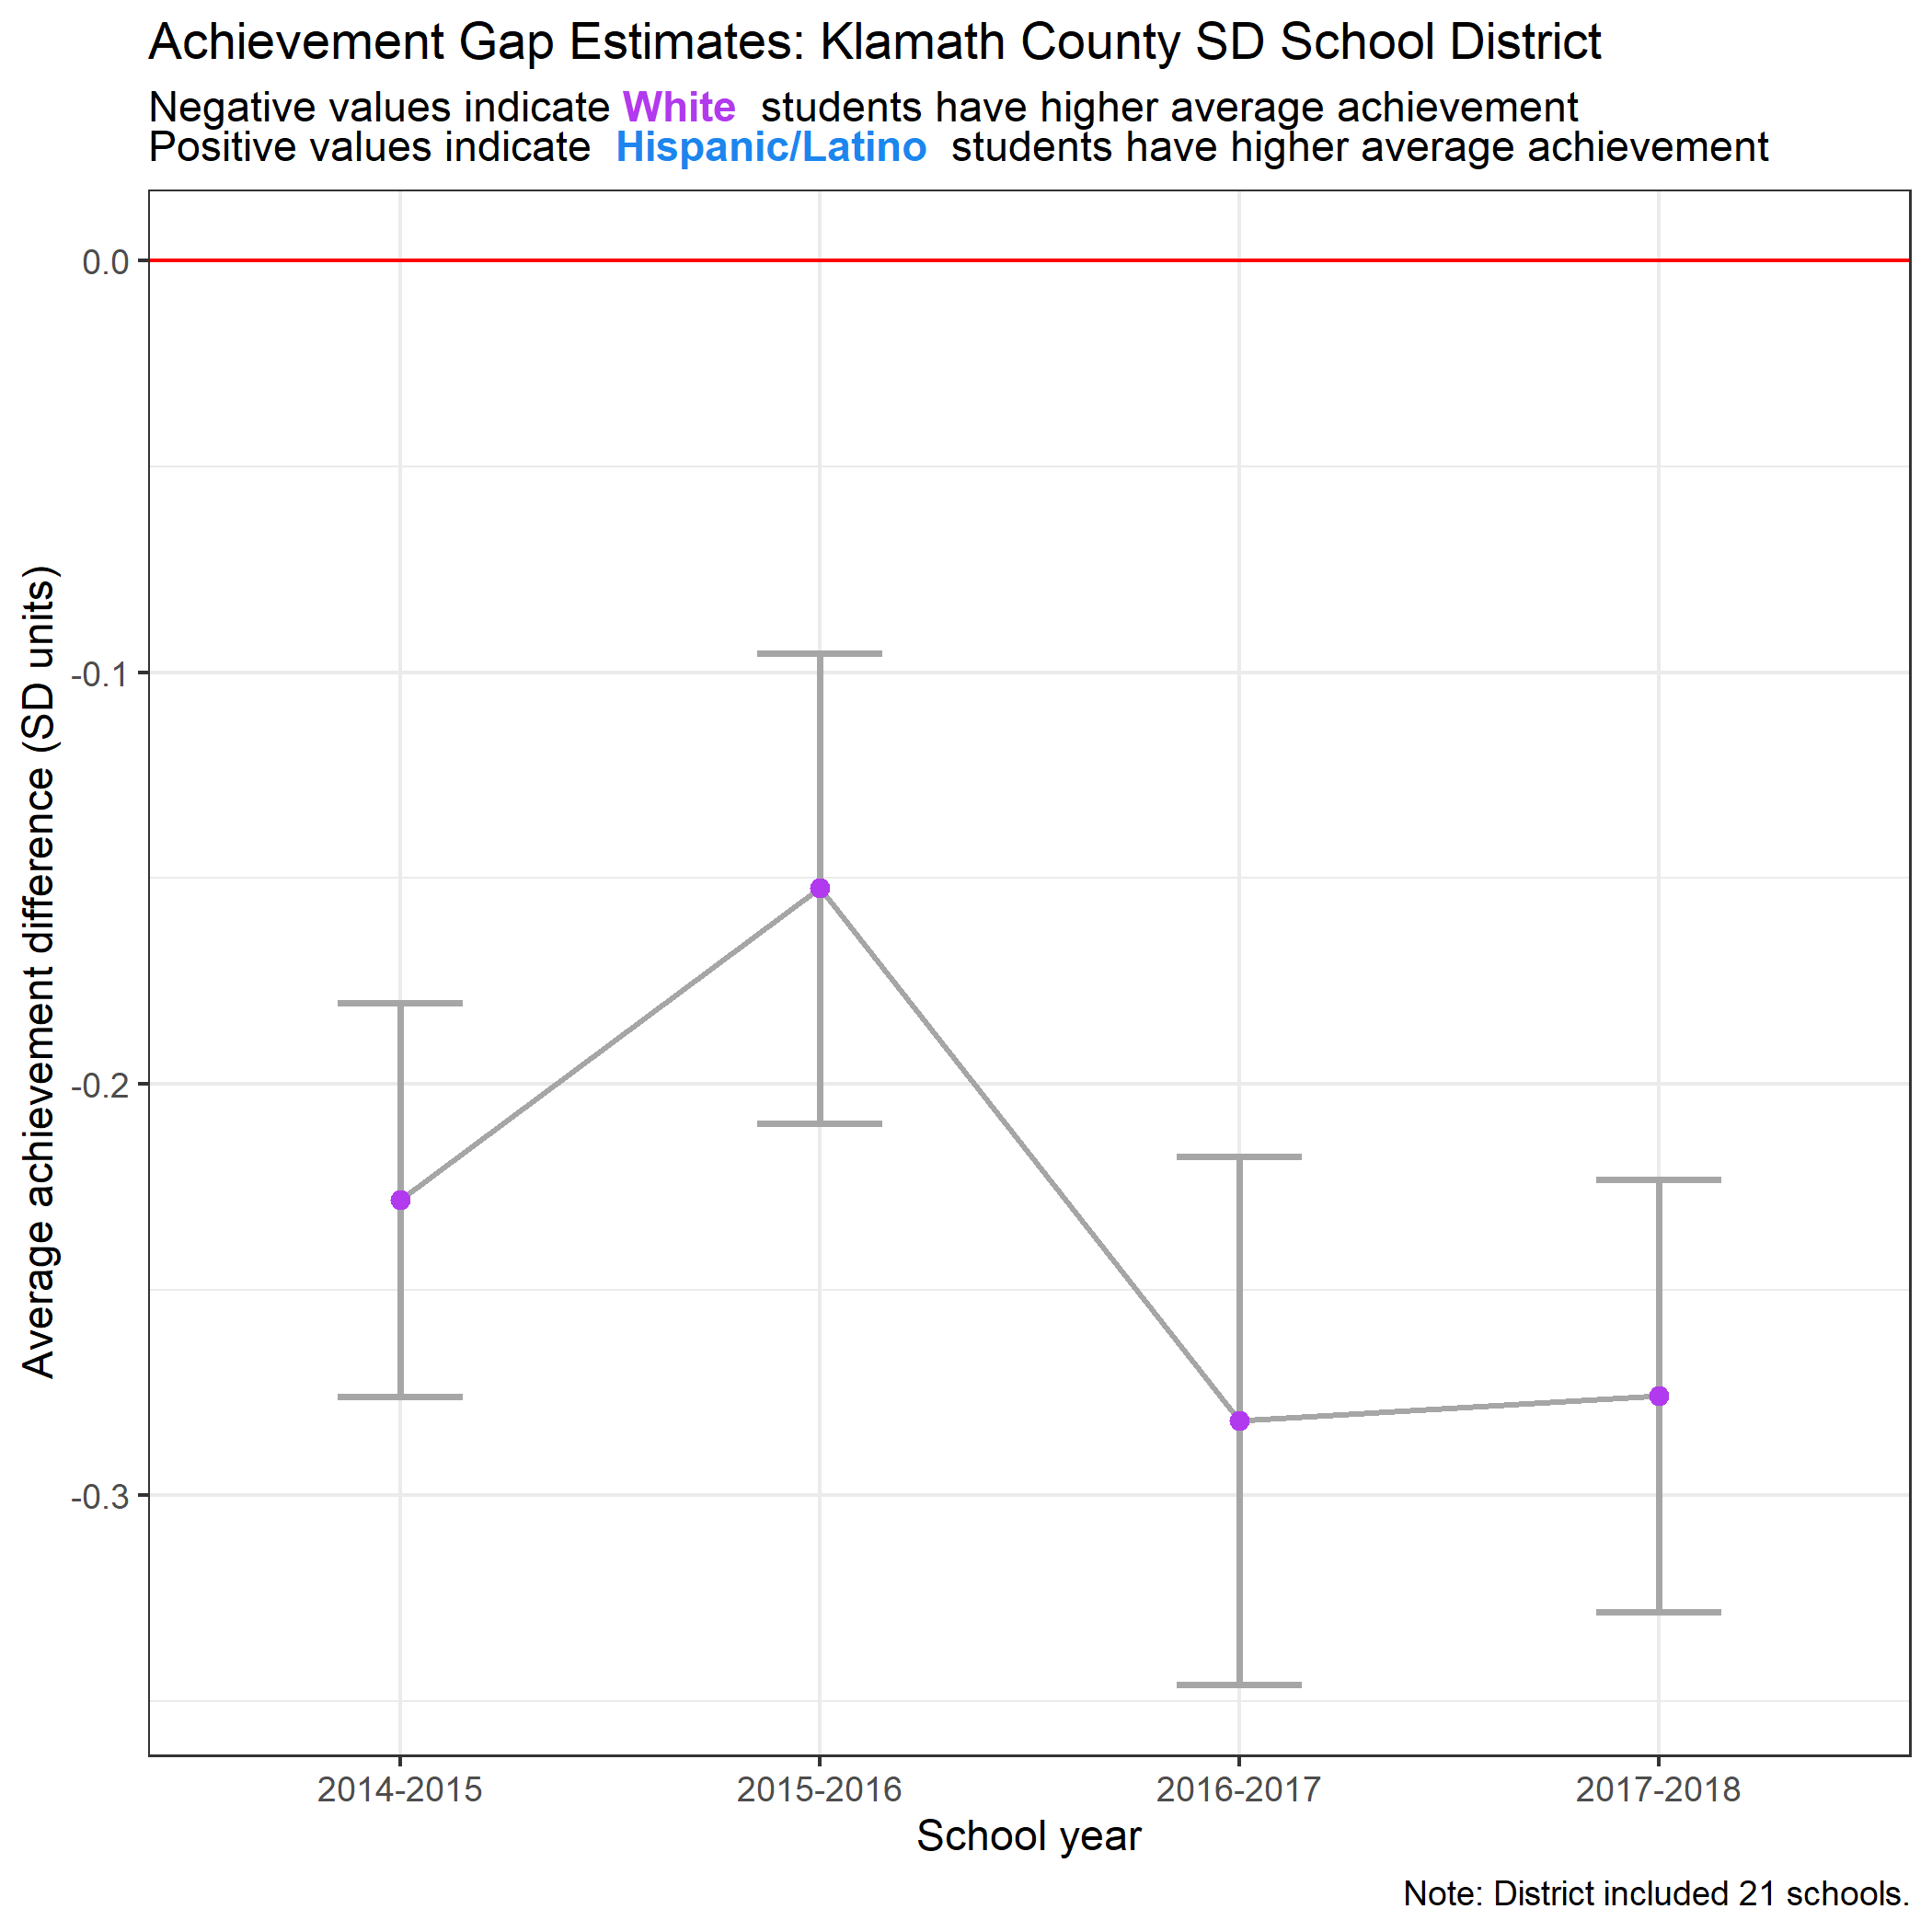 Achievement Gap Estimates: Klamath County SD School District
Negative values indicate White students have higher average achievement
Positive values indicate Hispanic/Latino students have higher average achievement
Average achievement difference (SD units)
0.0
-0.1
-0.2
-0.3
2014-2015 2015-2016 2016-2017 2017-2018
School year
Note: District included 21 schools.